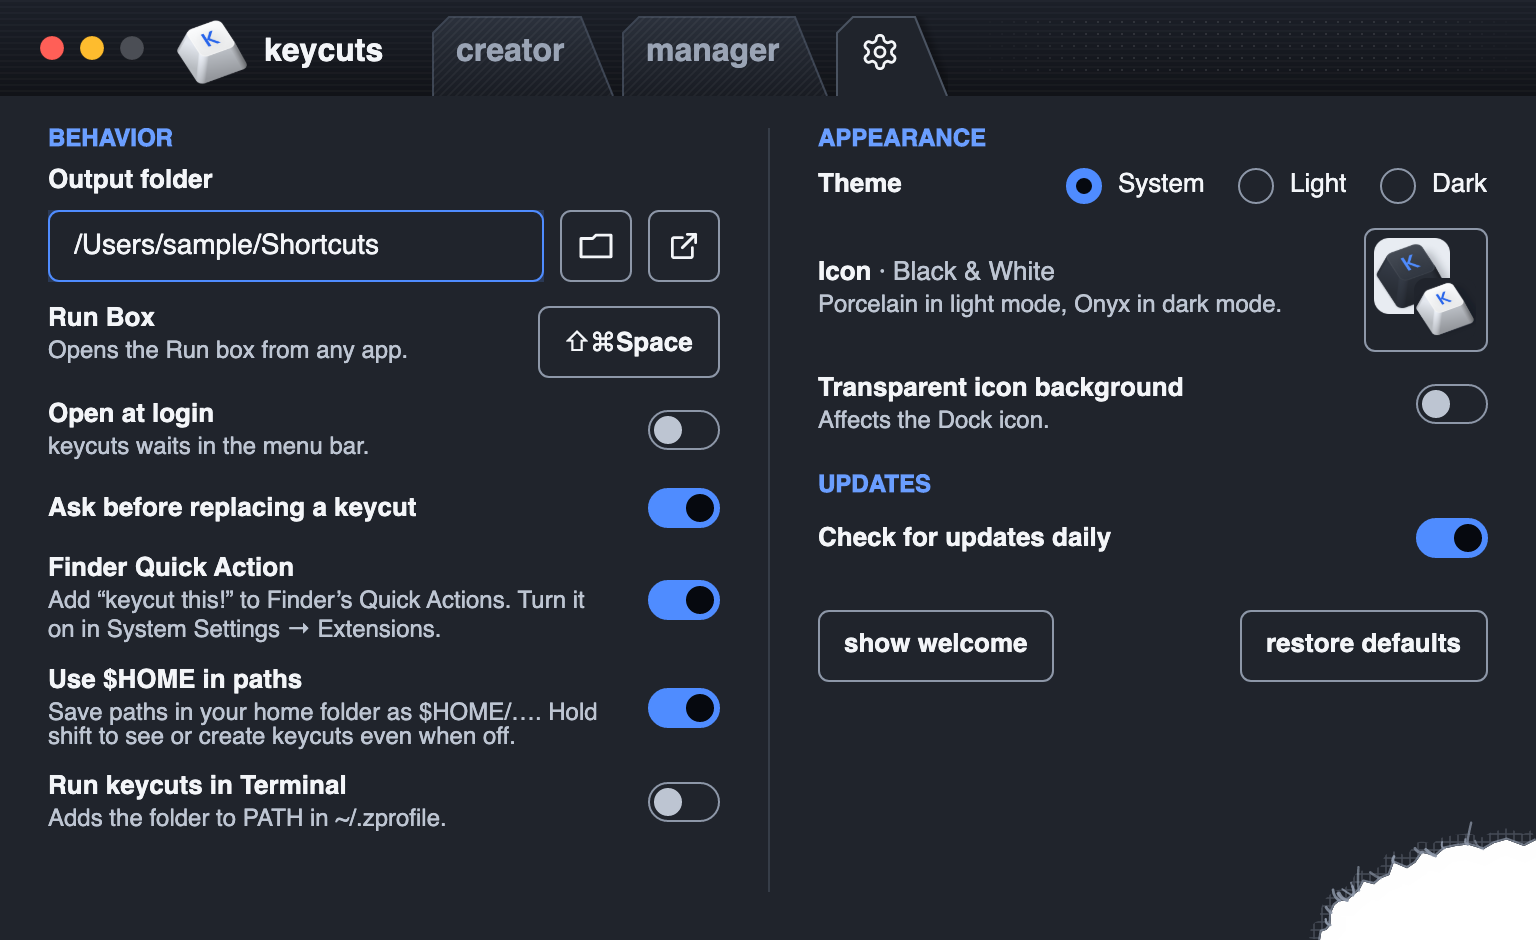 keycuts
creator
manager
BEHAVIOR
Output folder
/Users/sample/Shortcuts
Run Box
Opens the Run box from any app.
⇧⌘Space
Open at login
keycuts waits in the menu bar.
Ask before replacing a keycut
Finder Quick Action
Add “keycut this!” to Finder’s Quick Actions. Turn it
on in System Settings → Extensions.
Use $HOME in paths
Save paths in your home folder as $HOME/…. Hold
shift to see or create keycuts even when off.
Run keycuts in Terminal
Adds the folder to PATH in ~/.zprofile.
APPEARANCE
Theme
System
Light
Dark
Icon · Black & White
Porcelain in light mode, Onyx in dark mode.
Transparent icon background
Affects the Dock icon.
UPDATES
Check for updates daily
show welcome
restore defaults